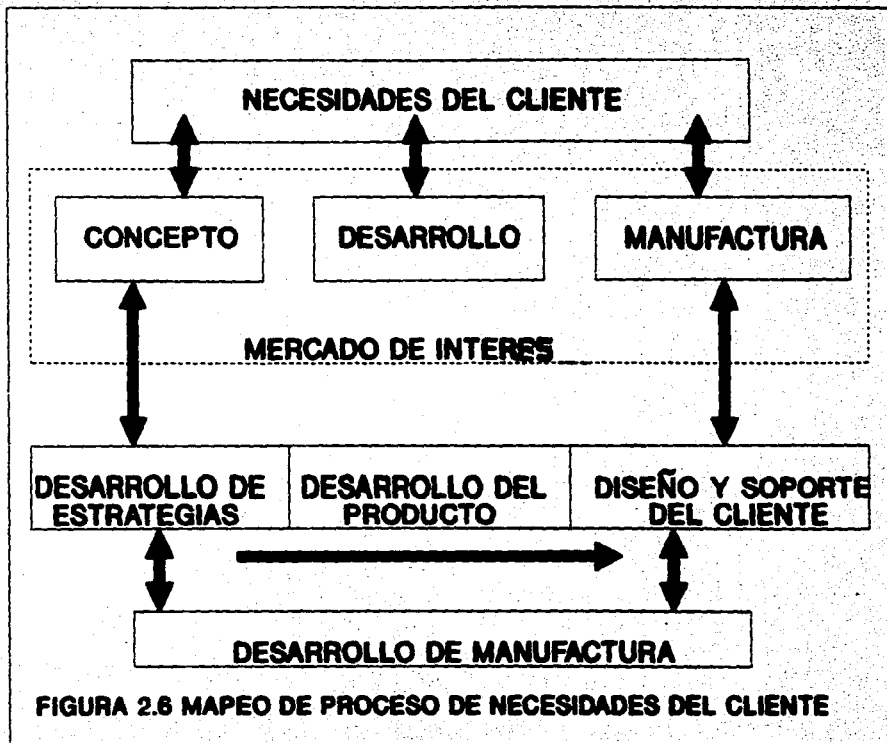 NECESIDADES DEL CLIENTE
CONCEPTO
DESARROLLO
MANUFACTURA
MERCADO DE INTERES
DESARROLLO DE
ESTRATEGIAS
DESARROLLO DEL
PRODUCTO
DISEÑO Y SOPORTE
DEL CLIENTE
DESARROLLO DE MANUFACTURA
FIGURA 2.6 MAPEO DE PROCESO DE NECESIDADES DEL CLIENTE